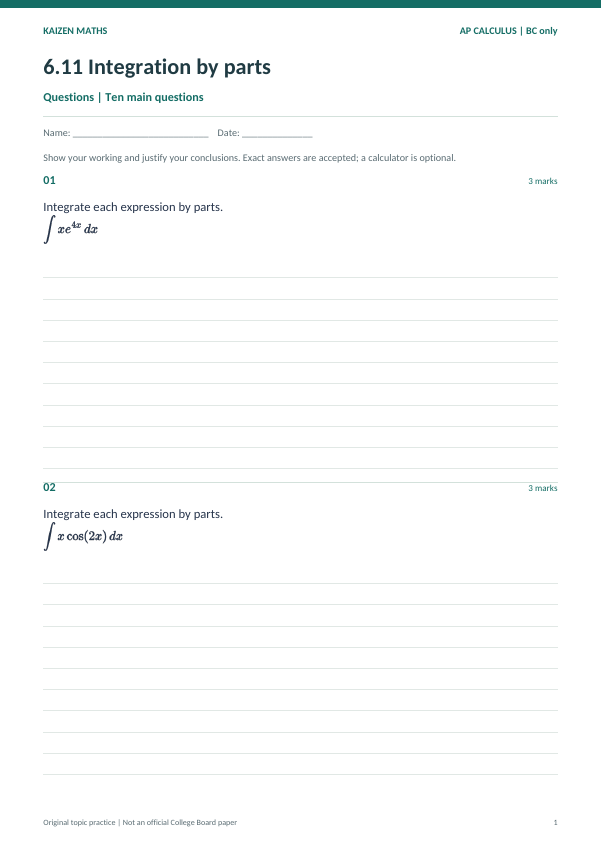 KAIZEN MATHS
AP CALCULUS | BC only
6.11 Integration by parts
Questions | Ten main questions
Name: ____________________________ Date: ______________
Show your working and justify your conclusions. Exact answers are accepted; a calculator is optional.
01
3 marks
Integrate each expression by parts.
∫ xe^{4x} dx
02
3 marks
Integrate each expression by parts.
∫ x cos(2x) dx
Original topic practice | Not an official College Board paper
1